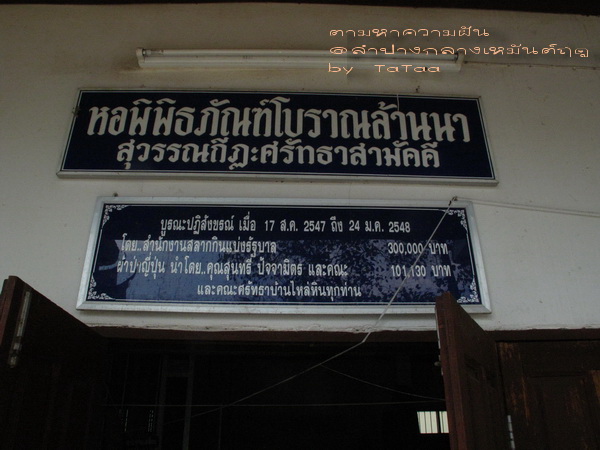 ตามหาความฝัน
@ลำปางกลางเหมันต์ฤดู
by TaTaa
หอพิพิธภัณฑ์โบราณล้านนา
สุวรรณกีฏะศรัทธาสามัคคี
บูรณะปฏิสังขรณ์ เมื่อ 17 ส.ค. 2547 ถึง 24 ม.ค. 2548
โดย..สำนักงานสลากกินแบ่งรัฐบาล 300,000 บาท
ผ้าป่าญี่ปุ่น นำโดย..คุณสุนทรี ปัจจามิตร และคณะ 101,130 บาท
และคณะศรัทธาบ้านไหล่หินทุกท่าน